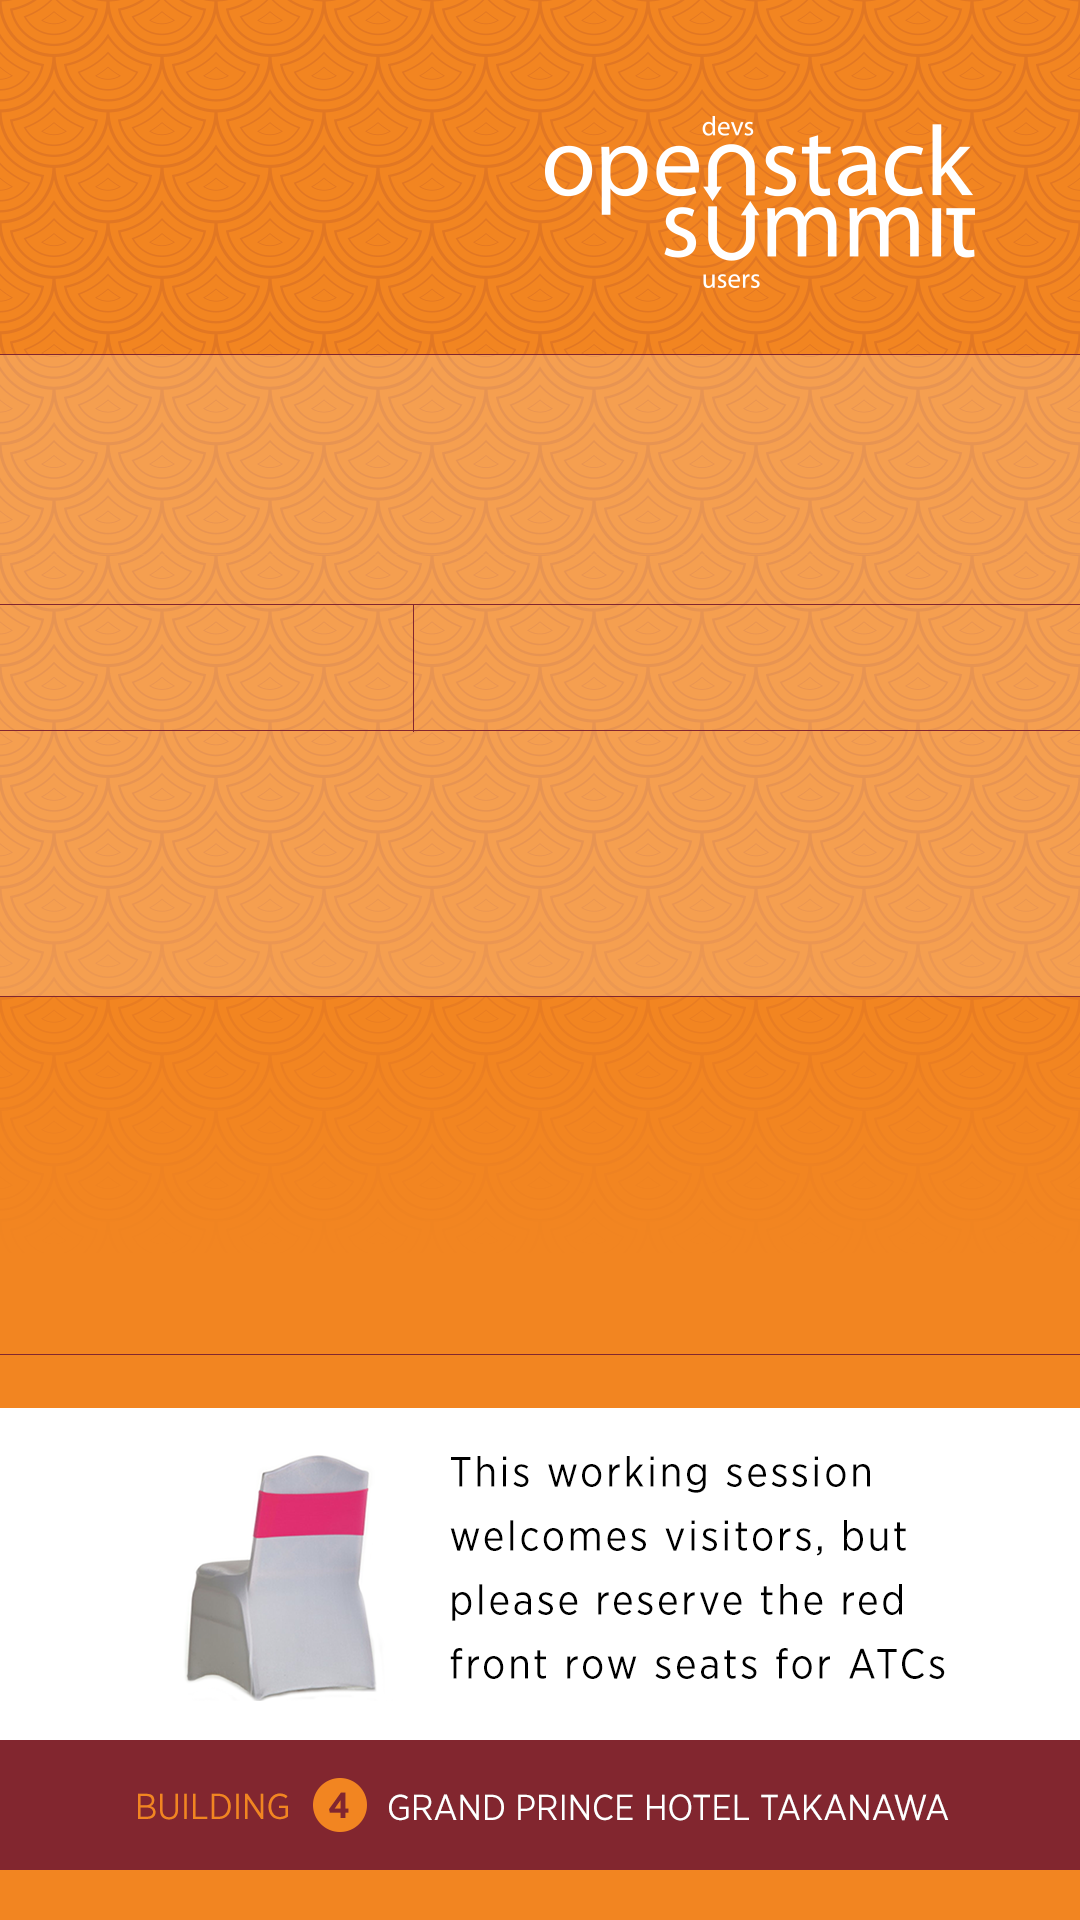 devs
openstack
summit
users
This working session
welcomes visitors, but
please reserve the red
front row seats for ATCs
BUILDING 4 GRAND PRINCE HOTEL TAKANAWA